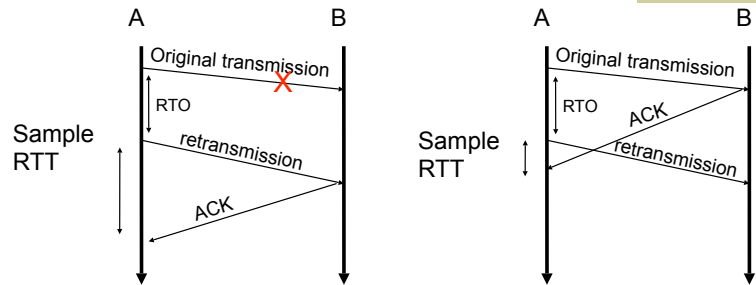 A
B
Original transmission
X
RTO
Sample
RTT
retransmission
ACK
A
B
Original transmission
RTO
ACK
Sample
RTT
retransmission